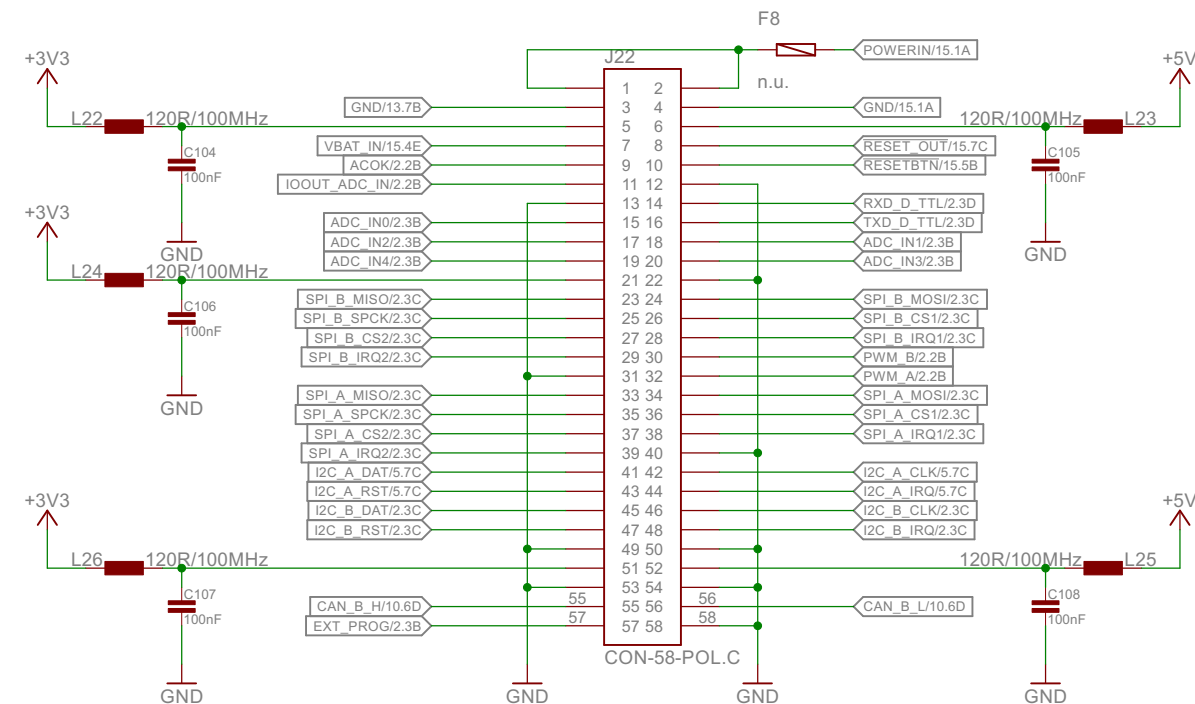 F8
J22
POWERIN/15.1A
+3V3
+5V
1 2
n.u.
GND/13.7B
3 4
GND/15.1A
L22
120R/100MHz
5 6
120R/100MHz
L23
VBAT_IN/15.4E
7 8
RESET_OUT/15.7C
C104
100nF
ACOK/2.2B
9 10
RESETBTN/15.5B
C105
100nF
IOOUT_ADC_IN/2.2B
11 12
13 14
RXD_D_TTL/2.3D
+3V3
ADC_IN0/2.3B
15 16
TXD_D_TTL/2.3D
ADC_IN2/2.3B
17 18
ADC_IN1/2.3B
GND
GND
ADC_IN4/2.3B
19 20
ADC_IN3/2.3B
L24
120R/100MHz
21 22
SPI_B_MISO/2.3C
23 24
SPI_B_MOSI/2.3C
C106
100nF
SPI_B_SPCK/2.3C
25 26
SPI_B_CS1/2.3C
SPI_B_CS2/2.3C
27 28
SPI_B_IRQ1/2.3C
SPI_B_IRQ2/2.3C
29 30
PWM_B/2.2B
31 32
PWM_A/2.2B
SPI_A_MISO/2.3C
33 34
SPI_A_MOSI/2.3C
GND
SPI_A_SPCK/2.3C
35 36
SPI_A_CS1/2.3C
SPI_A_CS2/2.3C
37 38
SPI_A_IRQ1/2.3C
SPI_A_IRQ2/2.3C
39 40
I2C_A_DAT/5.7C
41 42
I2C_A_CLK/5.7C
I2C_A_RST/5.7C
43 44
I2C_A_IRQ/5.7C
+3V3
+5V
I2C_B_DAT/2.3C
45 46
I2C_B_CLK/2.3C
I2C_B_RST/2.3C
47 48
I2C_B_IRQ/2.3C
49 50
L26
120R/100MHz
51 52
120R/100MHz
L25
53 54
C107
100nF
CAN_B_H/10.6D
55
55 56
56
CAN_B_L/10.6D
C108
100nF
EXT_PROG/2.3B
57
57 58
58
CON-58-POL.C
GND
GND
GND
GND